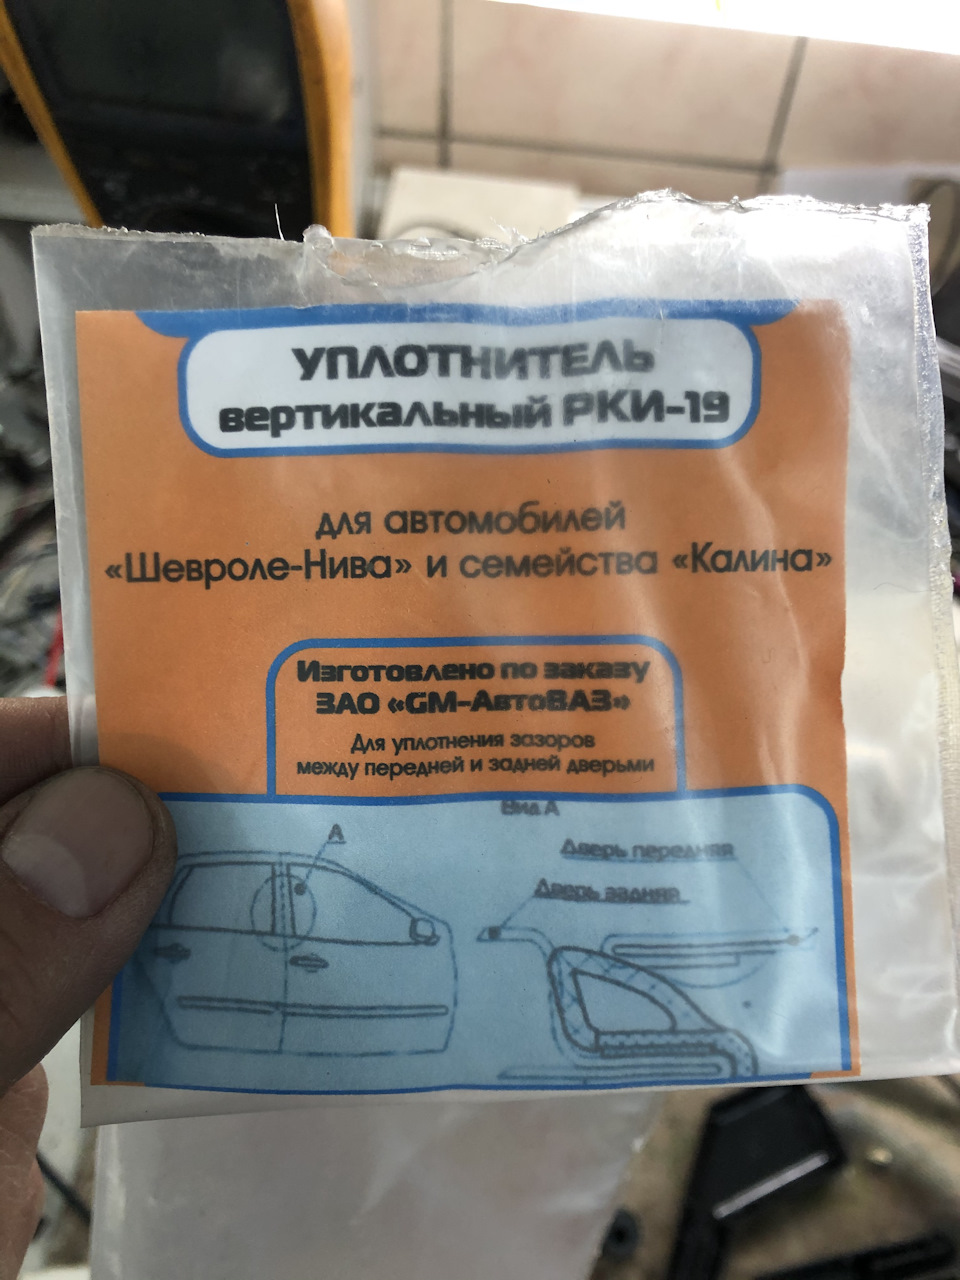 УПЛОТНИТЕЛЬ
вертикальный РКИ-19
для автомобилей
«Шевроле-Нива» и семейства «Калина»
Изготовлено по заказу
ЗАО «GM-АвтоВАЗ»
Для уплотнения зазоров
между передней и задней дверьми
Вид А
А
Дверь передняя
Дверь задняя